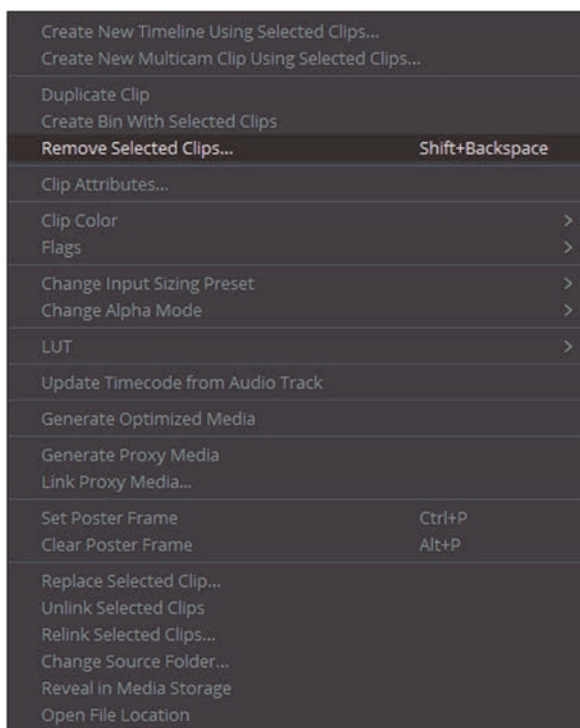 Create New Timeline Using Selected Clips...
Create New Multicam Clip Using Selected Clips...
Duplicate Clip
Create Bin With Selected Clips
Remove Selected Clips... Shift+Backspace
Clip Attributes...
Clip Color >
Flags >
Change Input Sizing Preset >
Change Alpha Mode >
LUT >
Update Timecode from Audio Track
Generate Optimized Media
Generate Proxy Media
Link Proxy Media...
Set Poster Frame Ctrl+P
Clear Poster Frame Alt+P
Replace Selected Clip...
Unlink Selected Clips
Relink Selected Clips...
Change Source Folder...
Reveal in Media Storage
Open File Location